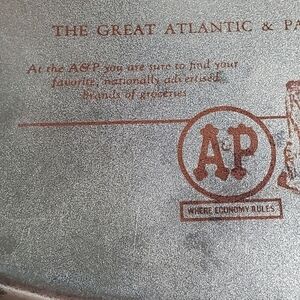 THE GREAT ATLANTIC & PA
At the A&P you are sure to find your
favorite, nationally advertised
Brands of groceries
A&P
WHERE ECONOMY RULES